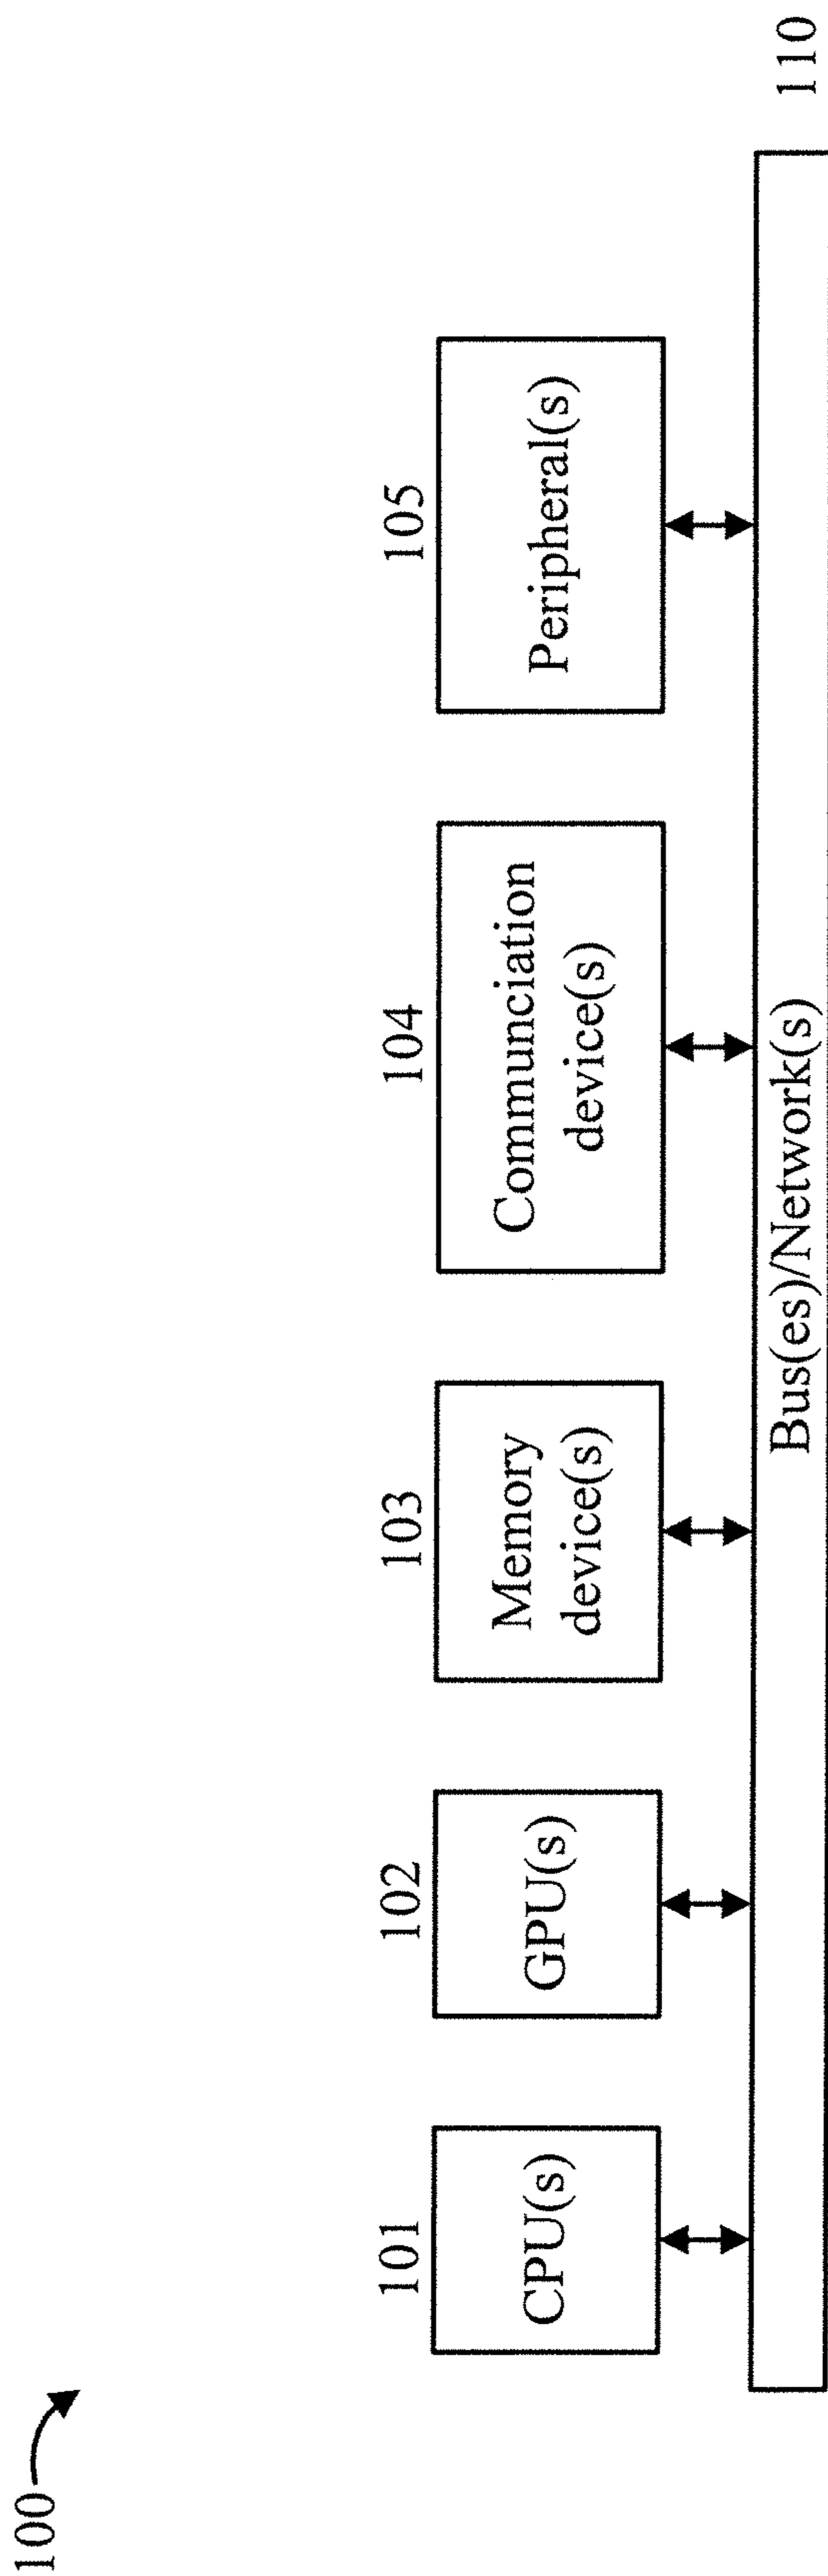 100
101
CPU(s)
102
GPU(s)
103
Memory
device(s)
104
Communciation
device(s)
105
Peripheral(s)
Bus(es)/Network(s)
110